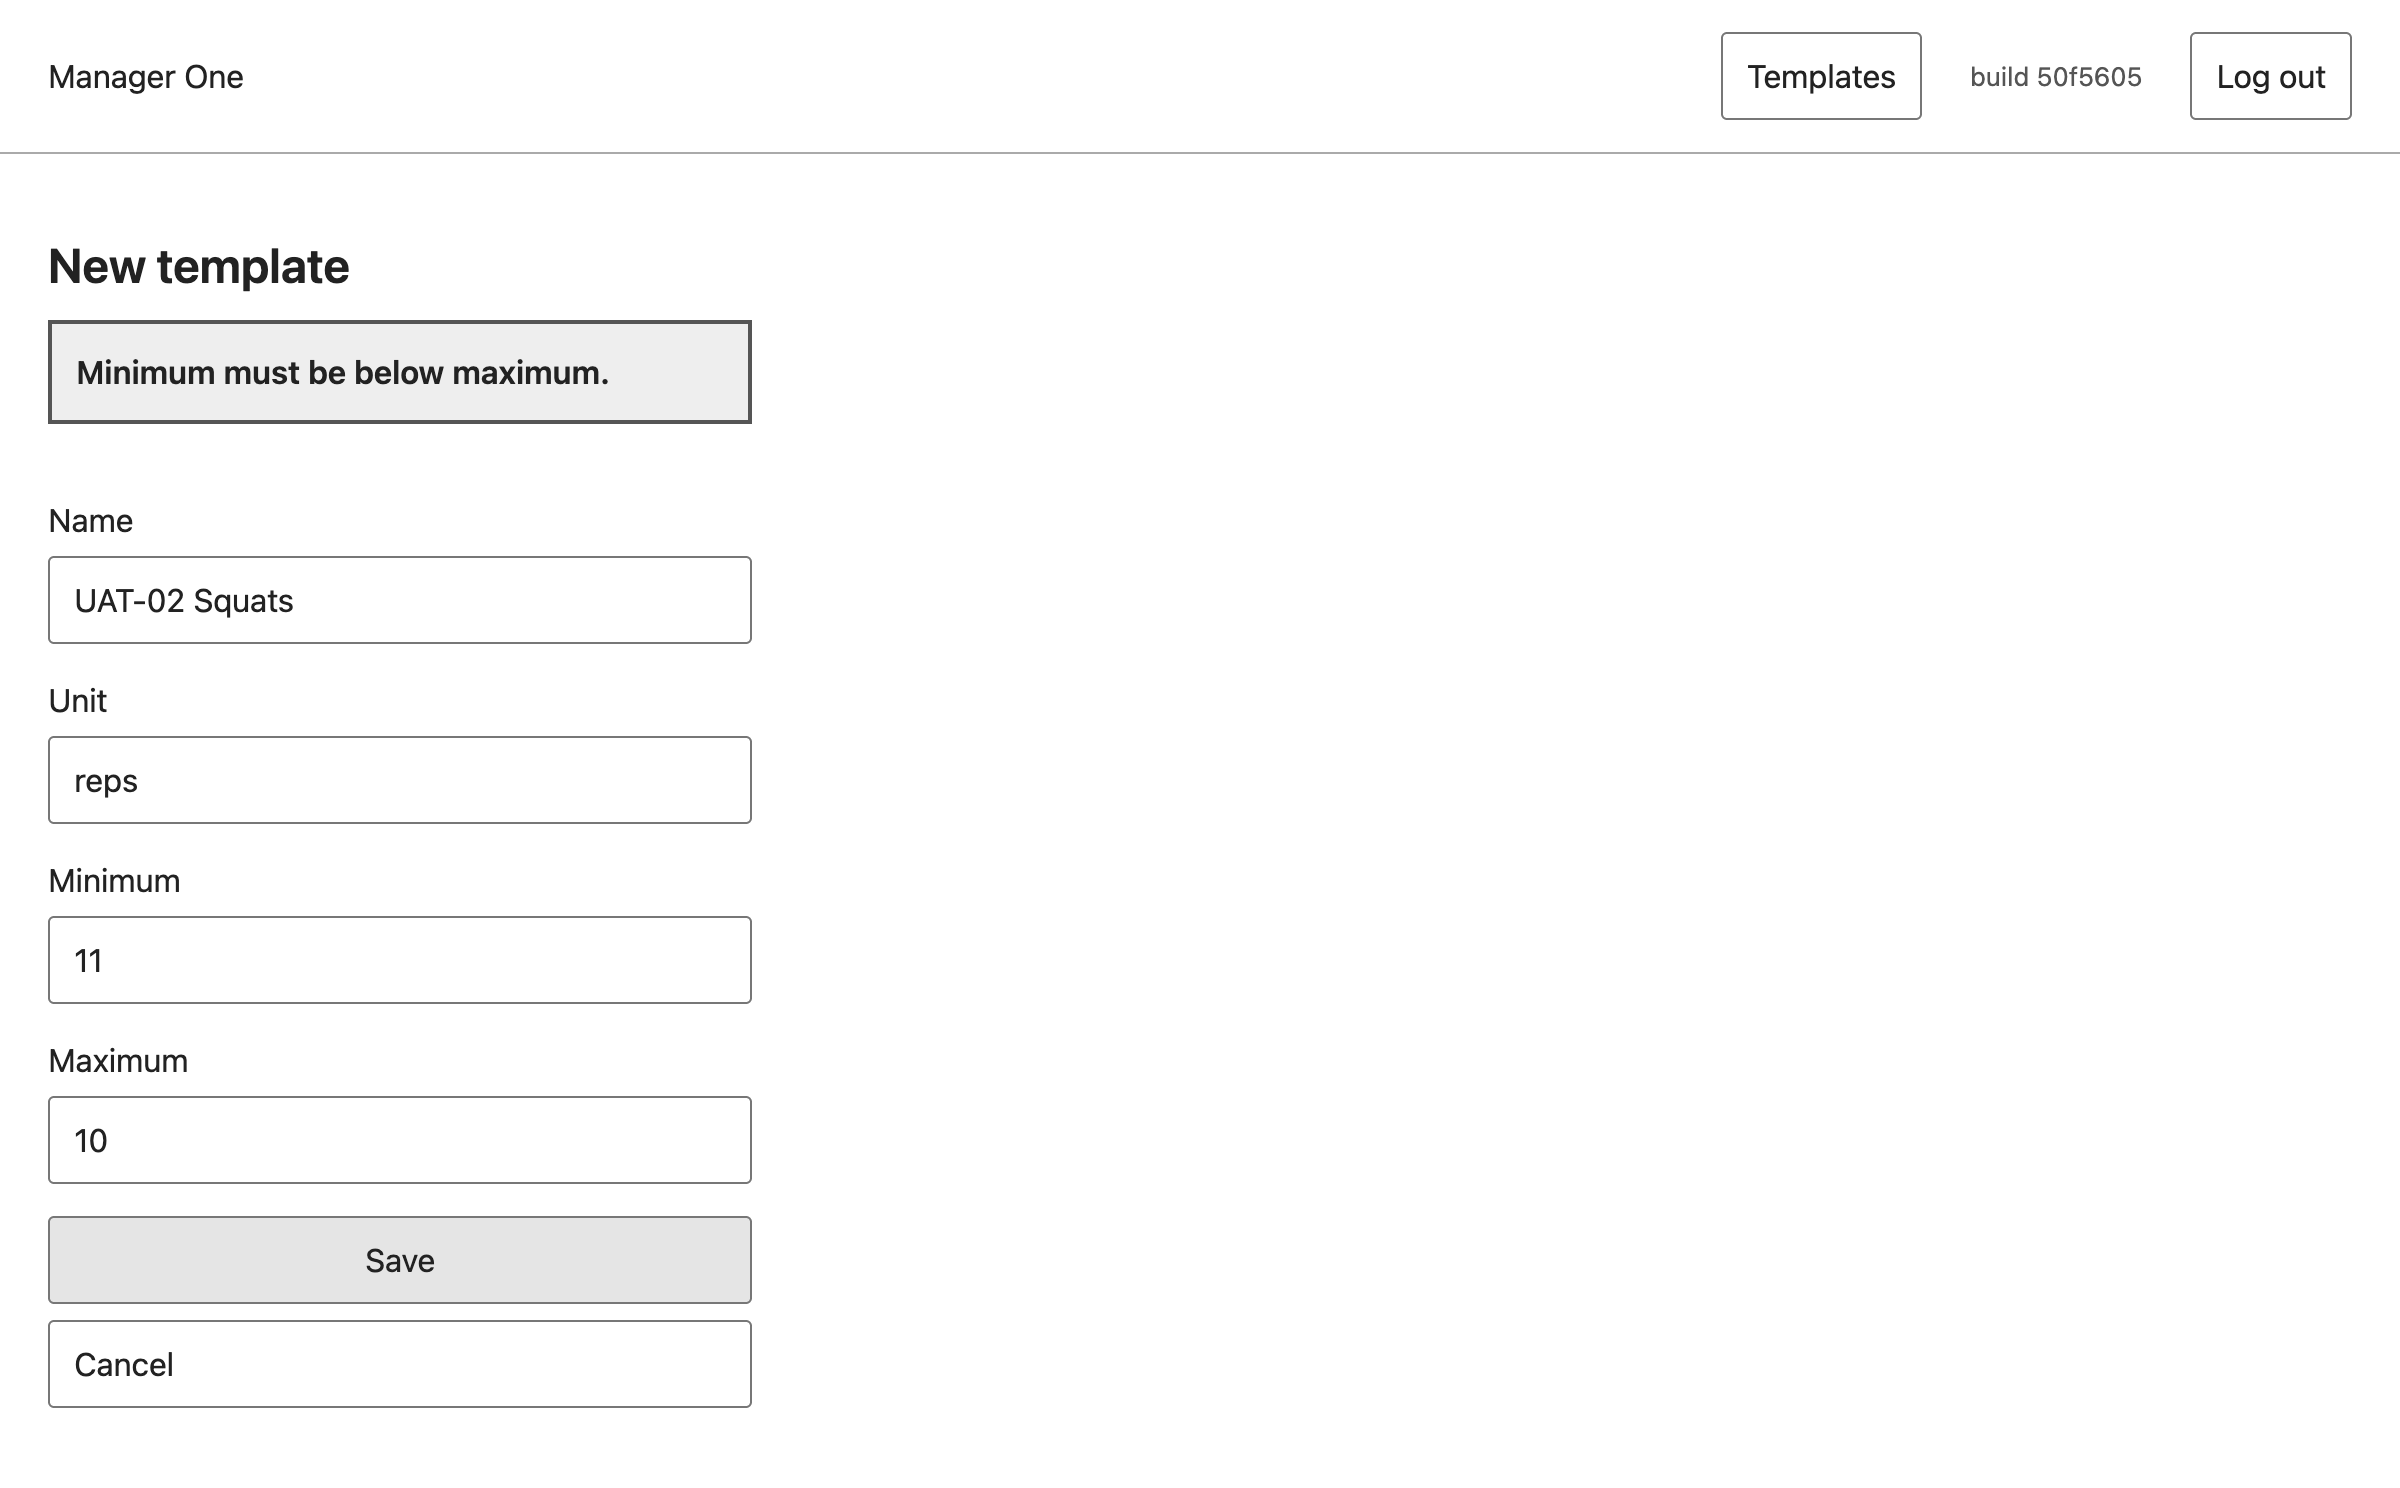 Manager One
Templates
build 50f5605
Log out
New template
Minimum must be below maximum.
Name
UAT-02 Squats
Unit
reps
Minimum
11
Maximum
10
Save
Cancel